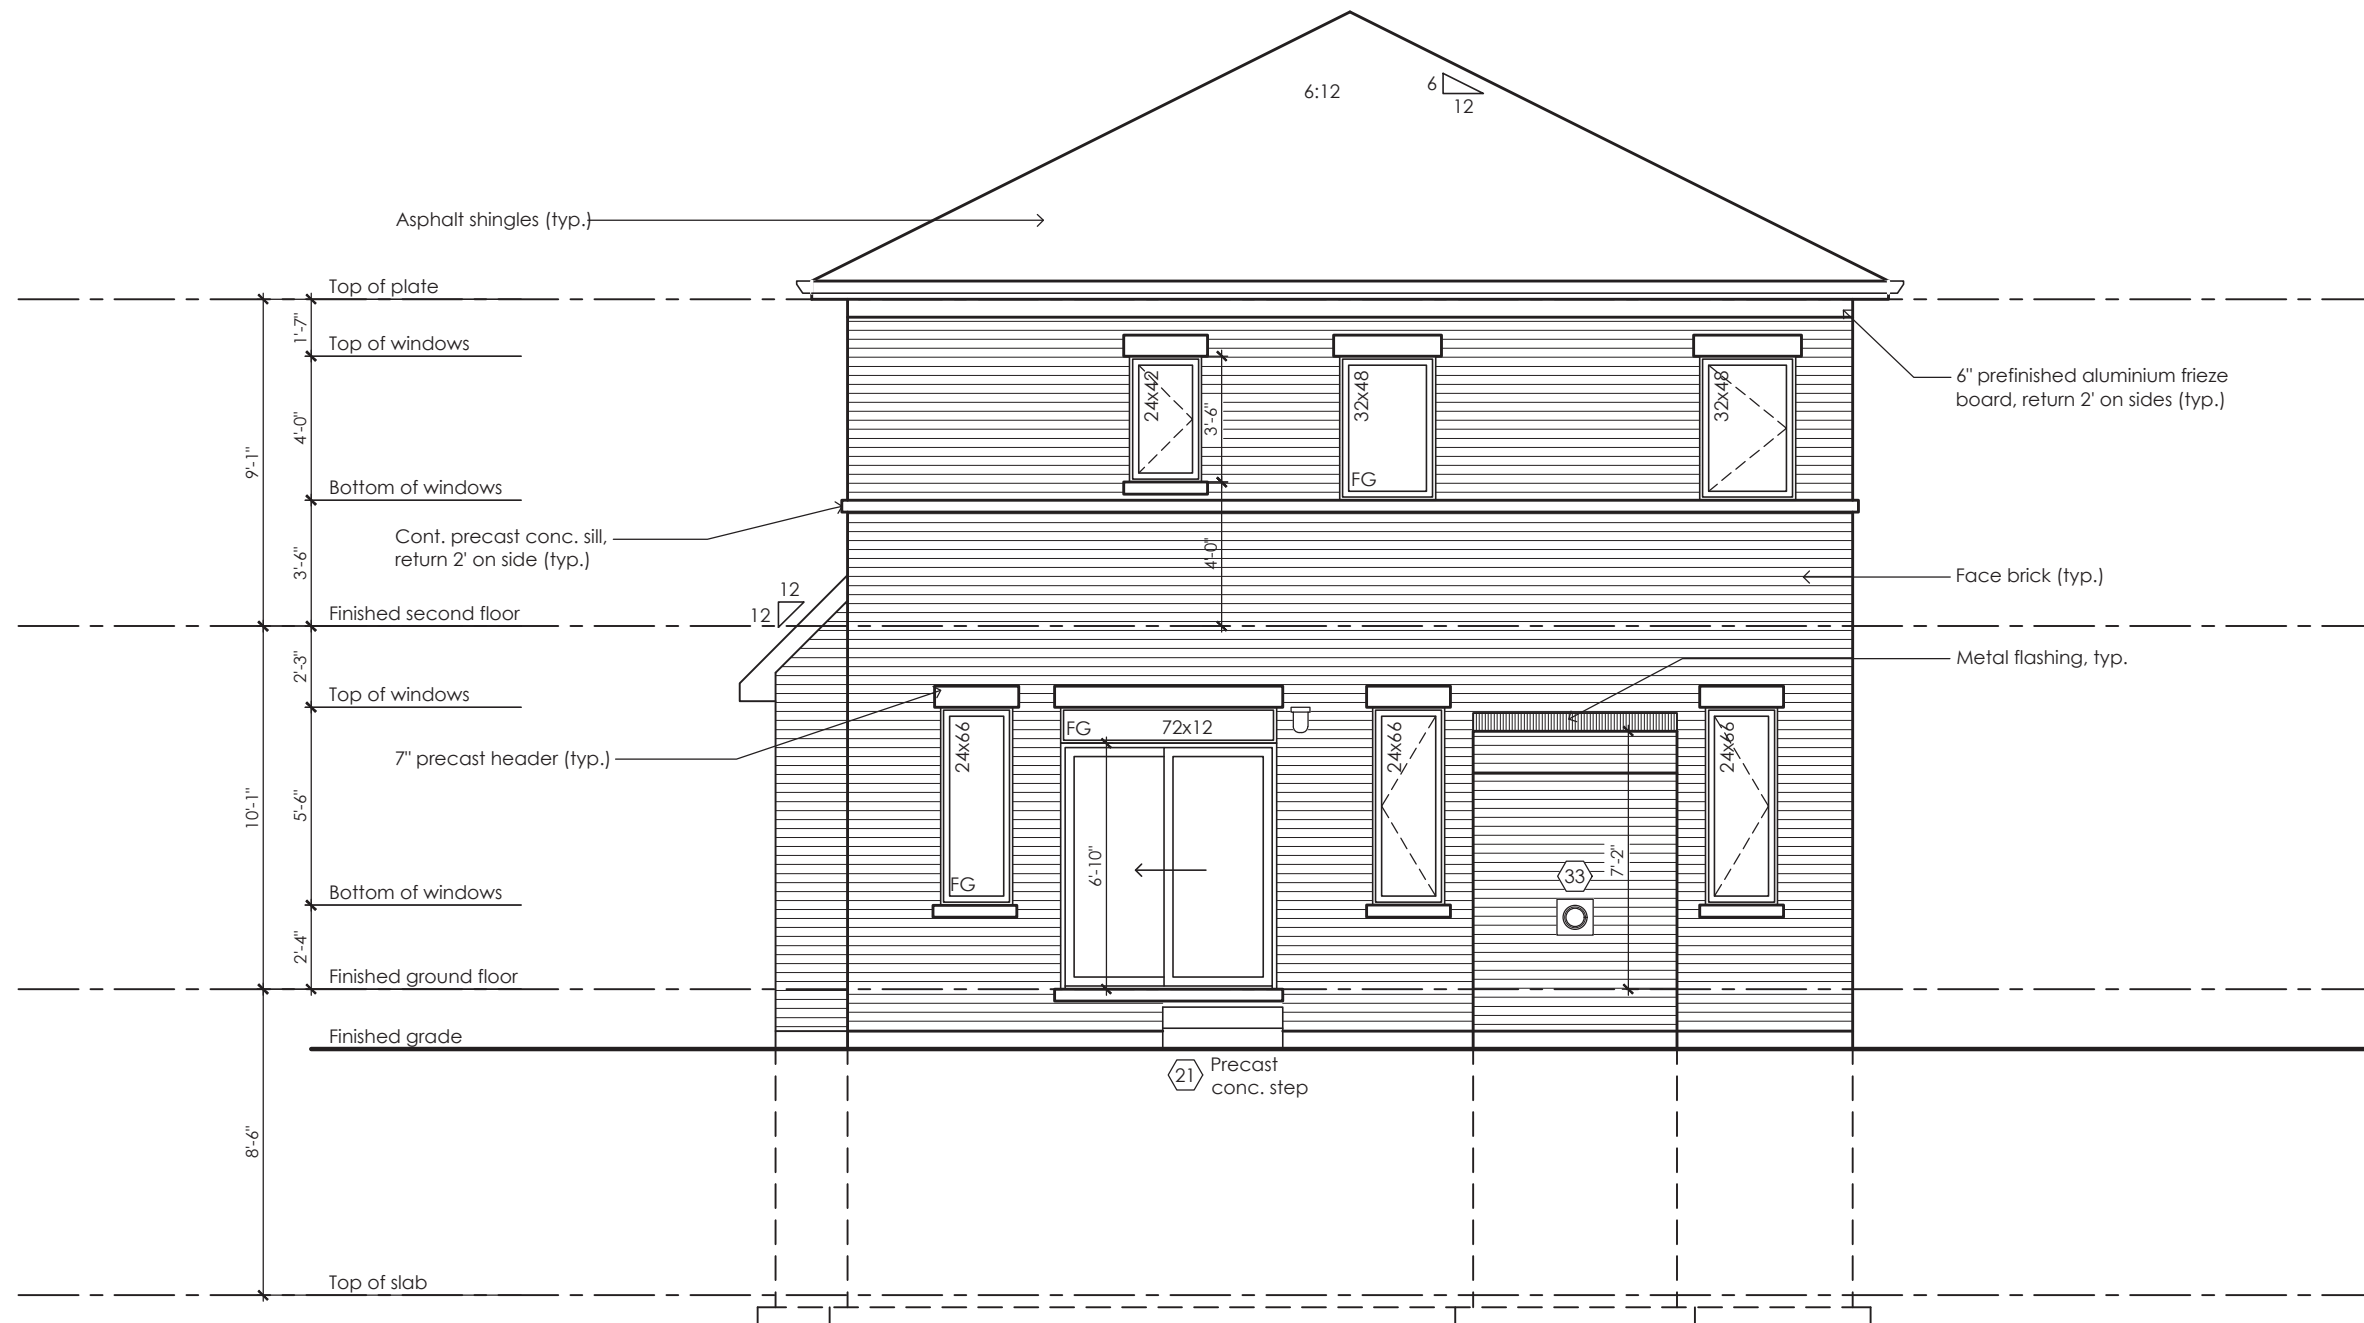 6:12
6
12
Asphalt shingles (typ.)
Top of plate
1'-7"
Top of windows
6" prefinished aluminium frieze
board, return 2' on sides (typ.)
24x42
3'-6"
32x48
32x48
4'-0"
9'-1"
FG
Bottom of windows
Cont. precast conc. sill,
return 2' on side (typ.)
4'-0"
3'-6"
Face brick (typ.)
12
12
Finished second floor
2'-3"
Metal flashing, typ.
Top of windows
FG
72x12
24x66
24x66
24x66
7" precast header (typ.)
10'-1"
5'-6"
6'-10"
7'-2"
33
FG
Bottom of windows
2'-4"
Finished ground floor
Finished grade
21
Precast
conc. step
8'-6"
Top of slab